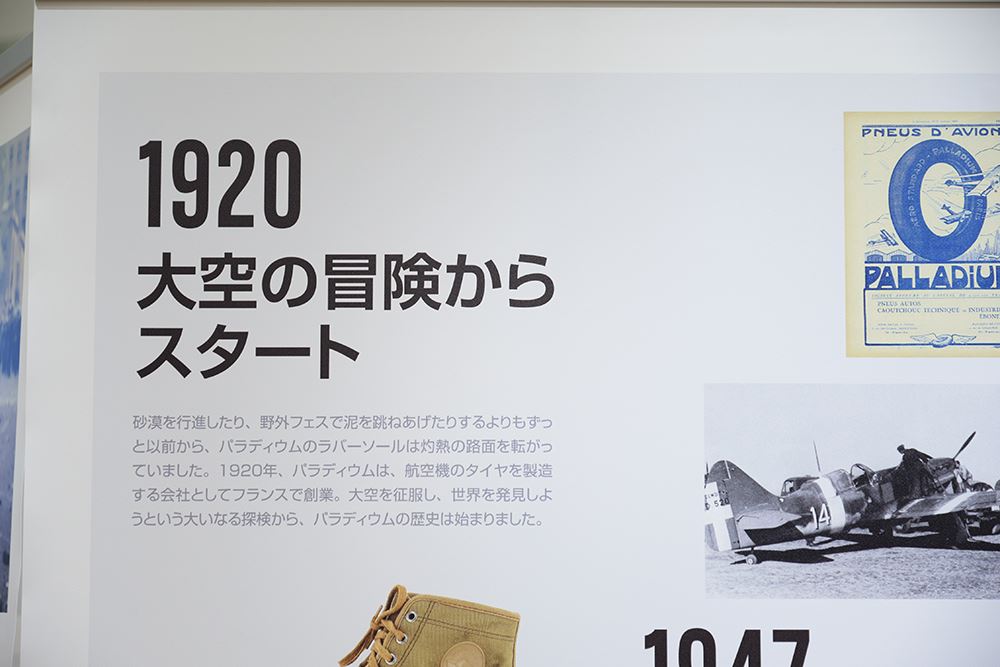 1920
大空の冒険から
スタート
砂漠を行進したり、野外フェスで泥を跳ねあげたりするよりもずっ
と以前から、パラディウムのラバーソールは灼熱の路面を転がっ
ていました。1920年、パラディウムは、航空機のタイヤを製造
する会社としてフランスで創業。大空を征服し、世界を発見しよ
うという大いなる探検から、パラディウムの歴史は始まりました。
PNEUS D'AVION
AERO STANDARD - PALLADIUM
PARIS
PALLADIUM
PNEUS AUTOS
CAOUTCHOUC TECHNIQUE - INDUSTRIE
14
1947